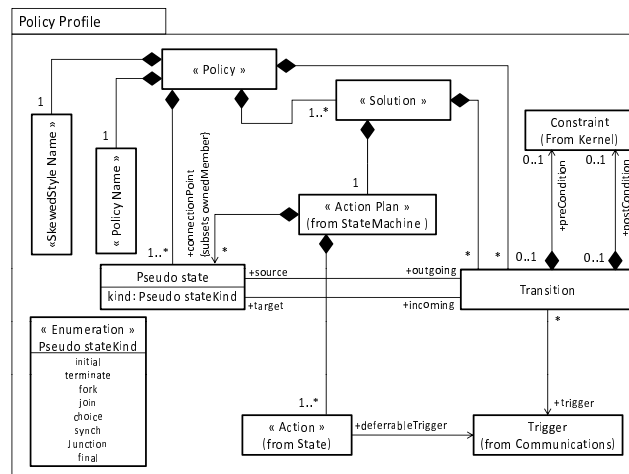 Policy Profile
« Policy »
« Solution »
1..*
1
1
1
«SkewedStyle Name »
« Policy Name »
Constraint
(From Kernel)
0..1
0..1
+preCondition
+postCondition
+connectionPoint
{subsets ownedMember}
« Action Plan »
(from StateMachine )
1..*
*
*
*
0..1
0..1
Pseudo state
kind: Pseudo stateKind
+source
+outgoing
+target
+incoming
Transition
« Enumeration »
Pseudo stateKind
initial
terminate
fork
join
choice
synch
Junction
final
*
1..*
+trigger
« Action »
(from State)
+deferrableTrigger
Trigger
(from Communications)